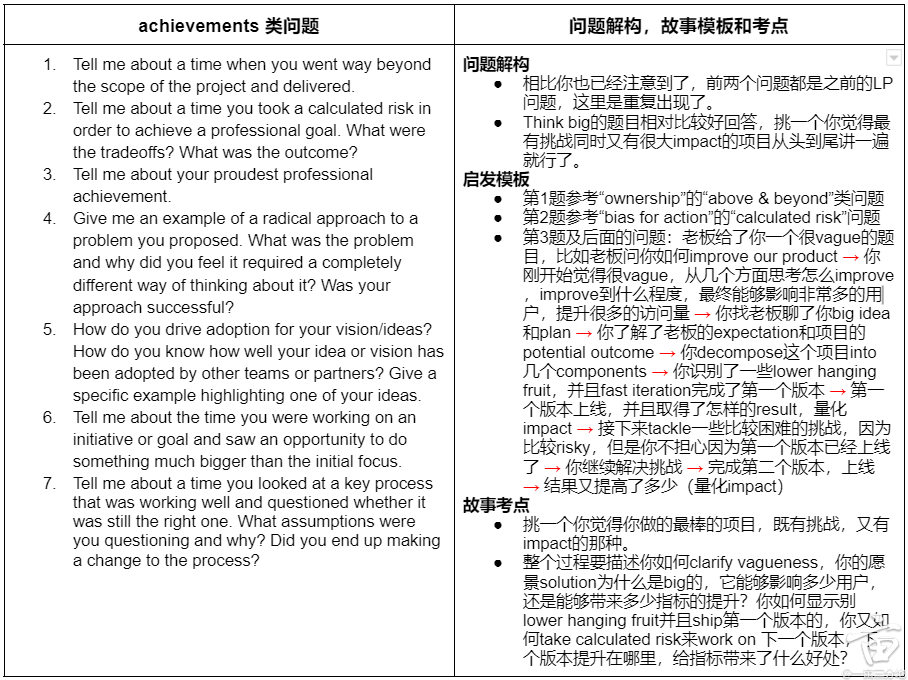 achievements 类问题
问题解构，故事模板和考点
1. Tell me about a time when you went way beyond
the scope of the project and delivered.
2. Tell me about a time you took a calculated risk in
order to achieve a professional goal. What were
the tradeoffs? What was the outcome?
3. Tell me about your proudest professional
achievement.
4. Give me an example of a radical approach to a
problem you proposed. What was the problem
and why did you feel it required a completely
different way of thinking about it? Was your
approach successful?
5. How do you drive adoption for your vision/ideas?
How do you know how well your idea or vision has
been adopted by other teams or partners? Give a
specific example highlighting one of your ideas.
6. Tell me about the time you were working on an
initiative or goal and saw an opportunity to do
something much bigger than the initial focus.
7. Tell me about a time you looked at a key process
that was working well and questioned whether it
was still the right one. What assumptions were
you questioning and why? Did you end up making
a change to the process?
问题解构
● 相比你也已经注意到了，前两个问题都是之前的LP
问题，这里是重复出现了。
● Think big的题目相对比较好回答，挑一个你觉得最
有挑战同时又有很大impact的项目从头到尾讲一遍
就行了。
启发模板
● 第1题参考“ownership”的“above & beyond”类问题
● 第2题参考“bias for action”的“calculated risk”问题
● 第3题及后面的问题：老板给了你一个很vague的题
目，比如老板问你如何improve our product → 你
刚开始觉得很vague，从几个方面思考怎么improve
，improve到什么程度，最终能够影响非常多的用
户，提升很多的访问量 → 你找老板聊了你big idea
和plan → 你了解了老板的expectation和项目的
potential outcome → 你decompose这个项目into
几个components → 你识别了一些lower hanging
fruit，并且fast iteration完成了第一个版本 → 第一
个版本上线，并且取得了怎样的result，量化
impact → 接下来tackle一些比较困难的挑战，因为
比较risky，但是你不担心因为第一个版本已经上线
了 → 你继续解决挑战 → 完成第二个版本，上线
→ 结果又提高了多少（量化impact）
故事考点
● 挑一个你觉得你做的最棒的项目，既有挑战，又有
impact的那种。
● 整个过程要描述你如何clarify vagueness，你的愿
景solution为什么是big的，它能够影响多少用户，
还是能够带来多少指标的提升？你如何显示别
lower hanging fruit并且ship第一个版本的，你又如
何take calculated risk来work on 下一个版本，下
个版本提升在哪里，给指标带来了什么好处？